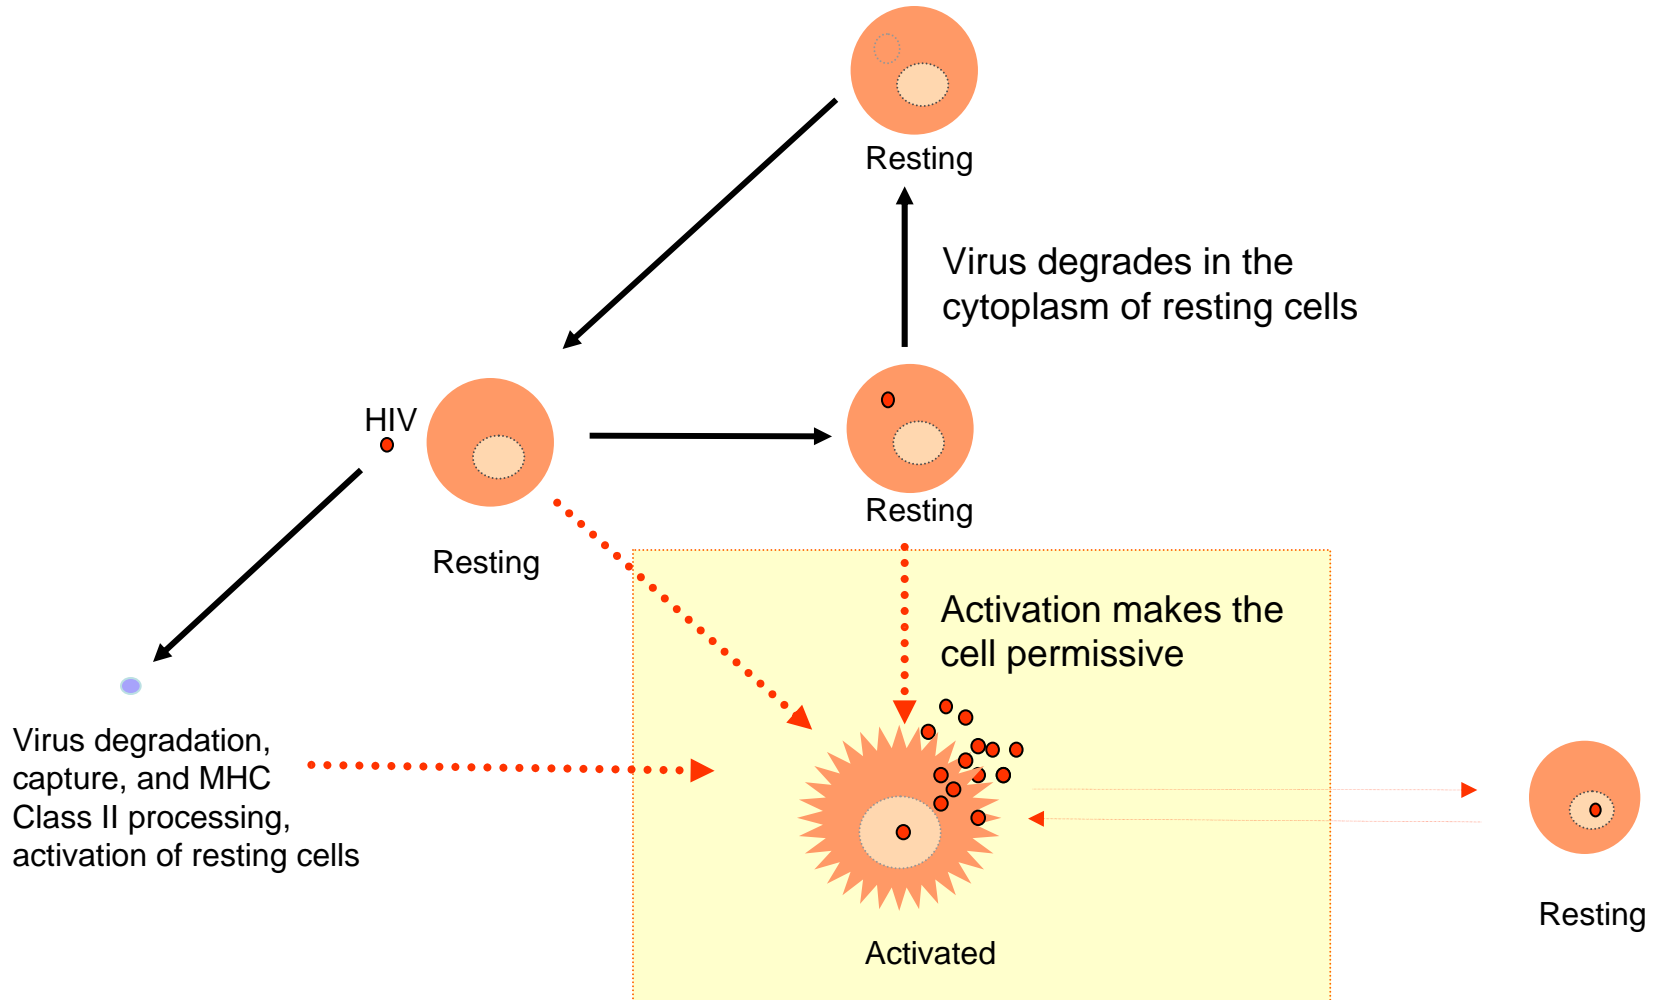 Resting
Virus degrades in the
cytoplasm of resting cells
HIV
Resting
Resting
Activation makes the
cell permissive
Virus degradation,
capture, and MHC
Class II processing,
activation of resting cells
Activated
Resting